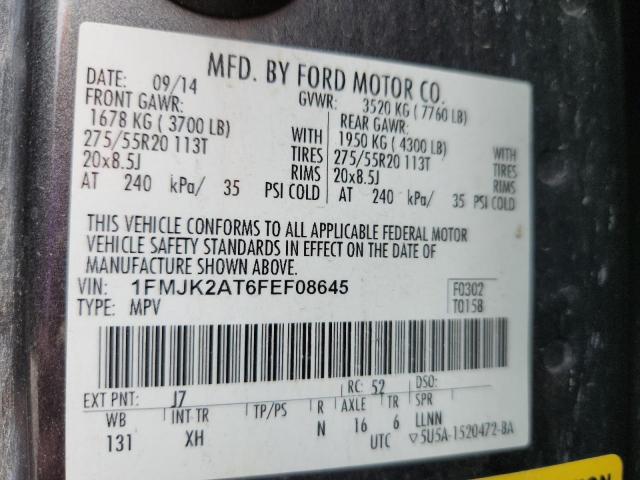 MFD. BY FORD MOTOR CO.
DATE: 09/14
GVWR: 3520 KG ( 7760 LB)
FRONT GAWR:
1678 KG ( 3700 LB)
275/55R20 113T
20x8.5J
WITH
TIRES
RIMS
AT 240 kPa/ 35 PSI COLD
REAR GAWR:
1950 KG ( 4300 LB)
275/55R20 113T
20x8.5J
WITH
TIRES
RIMS
AT 240 kPa/ 35 PSI COLD
THIS VEHICLE CONFORMS TO ALL APPLICABLE FEDERAL MOTOR
VEHICLE SAFETY STANDARDS IN EFFECT ON THE DATE OF
MANUFACTURE SHOWN ABOVE.
VIN: 1FMJK2AT6FEF08645
TYPE: MPV
F0302
T0158
EXT PNT: J7 RC: 52 DSO:
WB INT TR TP/PS R AXLE TR SPR
131 XH N 16 6 LLNN
UTC ▽5U5A-1520472-BA